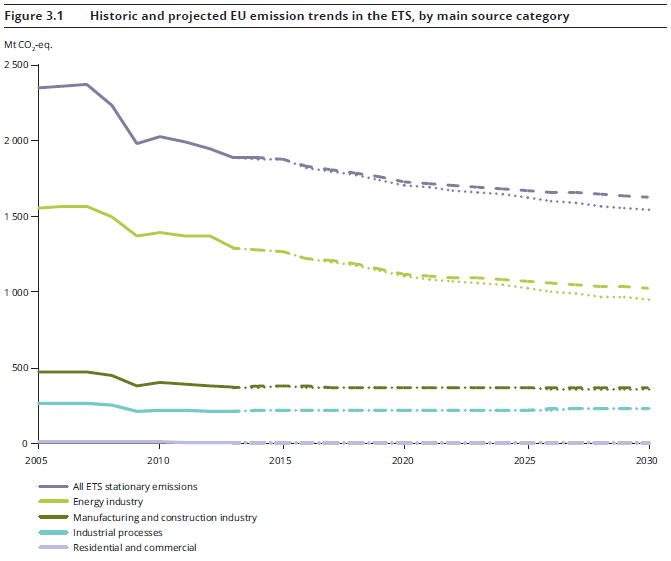 Figure 3.1 Historic and projected EU emission trends in the ETS, by main source category
Mt CO₂-eq.
2 500
2 000
1 500
1 000
500
0
2005 2010 2015 2020 2025 2030
All ETS stationary emissions
Energy industry
Manufacturing and construction industry
Industrial processes
Residential and commercial